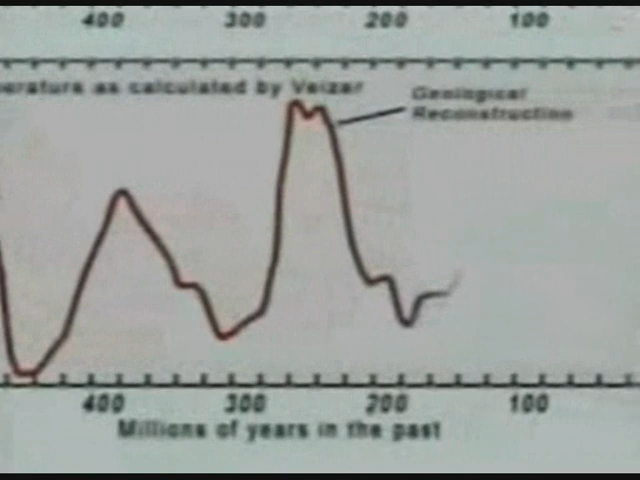 400 300 200 100
erature as calculated by Veizer
Geological
Reconstruction
400 300 200 100
Millions of years in the past